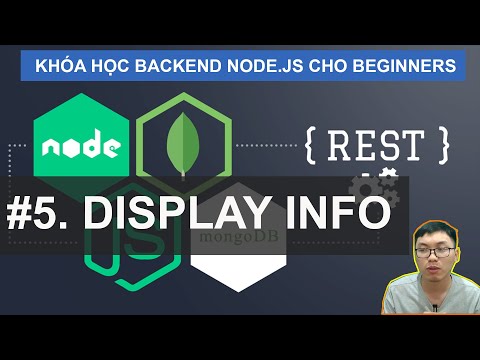 KHÓA HỌC BACKEND NODE.JS CHO BEGINNERS
node
{ REST }
#5. DISPLAY INFO
JS
mongoDB